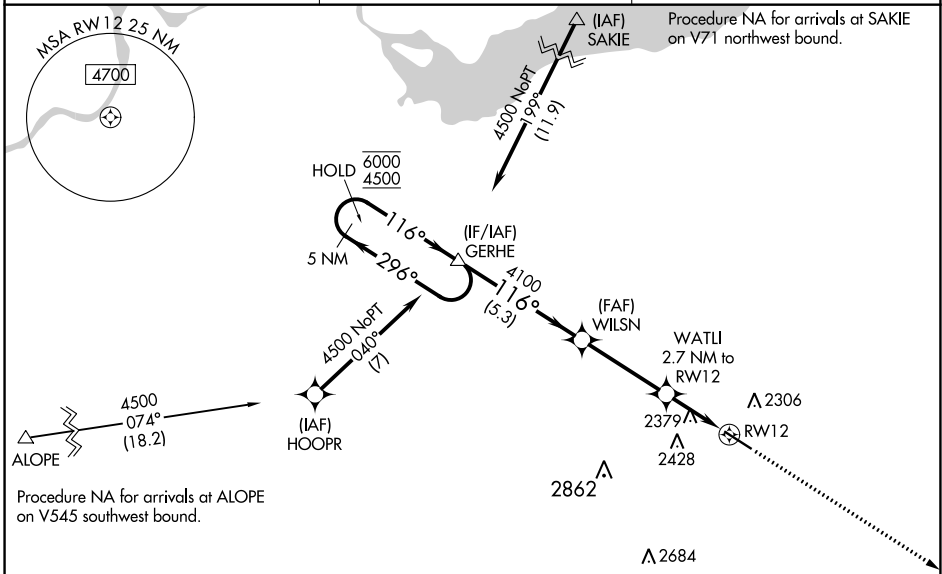 MSA RW12 25 NM
4700
(IAF)
SAKIE
Procedure NA for arrivals at SAKIE
on V71 northwest bound.
4500 NoPT
199°
(11.9)
HOLD
6000
4500
116°
(IF/IAF)
GERHE
5 NM
296°
4100
116°
(5.3)
(FAF)
WILSN
4500 NoPT
040°
(7)
WATLI
2.7 NM to
RW12
4500
074°
(18.2)
ALOPE
(IAF)
HOOPR
2306
2379
RW12
2428
2862
Procedure NA for arrivals at ALOPE
on V545 southwest bound.
2684